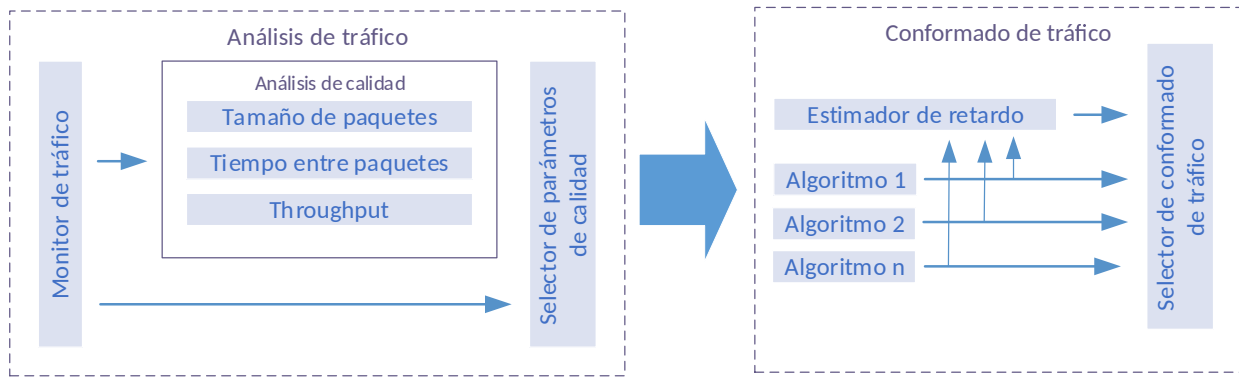 Análisis de tráfico
Monitor de tráfico
Análisis de calidad
Tamaño de paquetes
Tiempo entre paquetes
Throughput
Selector de parámetros
de calidad
Conformado de tráfico
Estimador de retardo
Algoritmo 1
Algoritmo 2
Algoritmo n
Selector de conformado
de tráfico